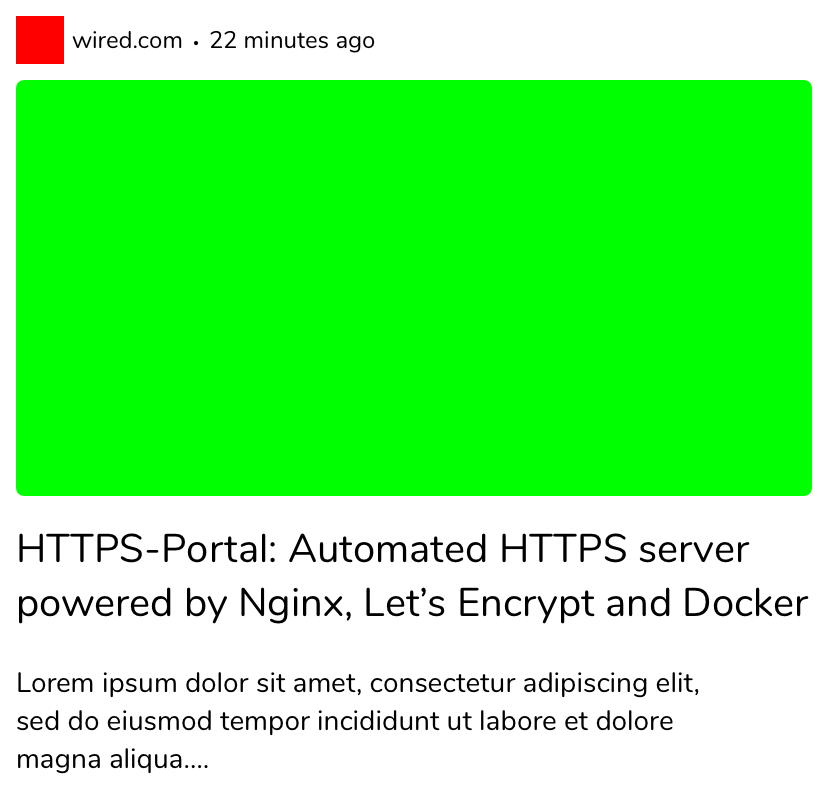 wired.com · 22 minutes ago
HTTPS-Portal: Automated HTTPS server
powered by Nginx, Let’s Encrypt and Docker
Lorem ipsum dolor sit amet, consectetur adipiscing elit,
sed do eiusmod tempor incididunt ut labore et dolore
magna aliqua....